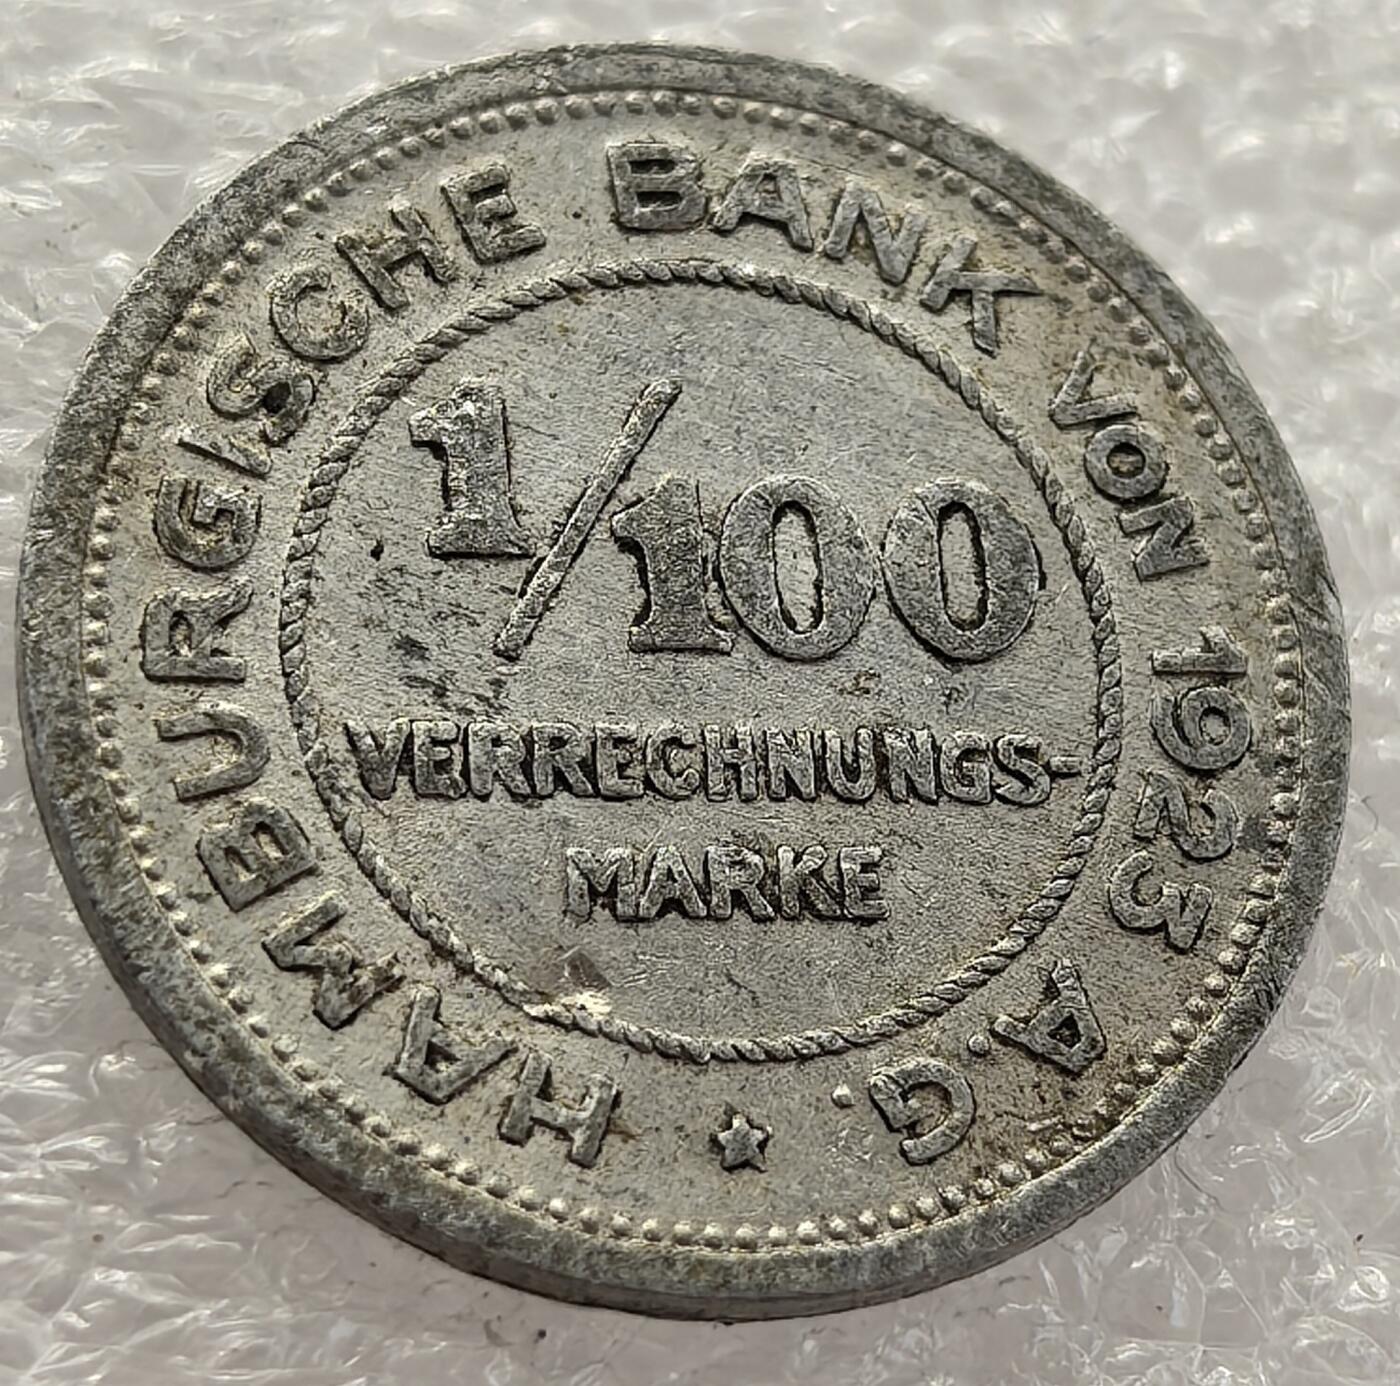 HAMBURGISCHE BANK VON 1923 A.G.
1/100
VERRECHNUNGS-
MARKE